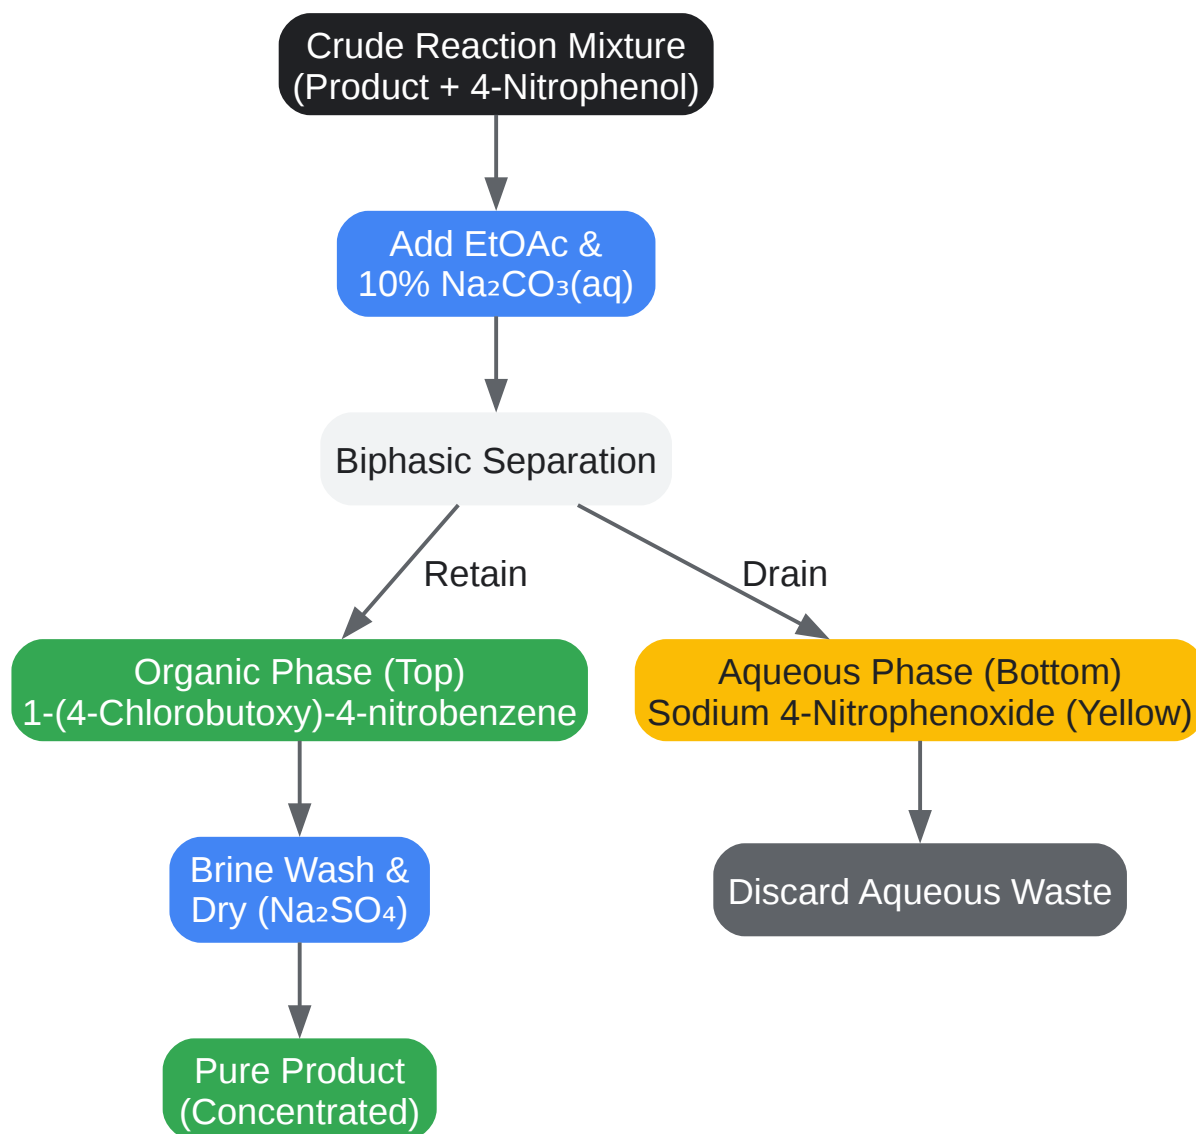 Crude Reaction Mixture
(Product + 4-Nitrophenol)
Add EtOAc &
10% Na₂CO₃(aq)
Biphasic Separation
Retain
Drain
Organic Phase (Top)
1-(4-Chlorobutoxy)-4-nitrobenzene
Aqueous Phase (Bottom)
Sodium 4-Nitrophenoxide (Yellow)
Brine Wash &
Dry (Na₂SO₄)
Discard Aqueous Waste
Pure Product
(Concentrated)